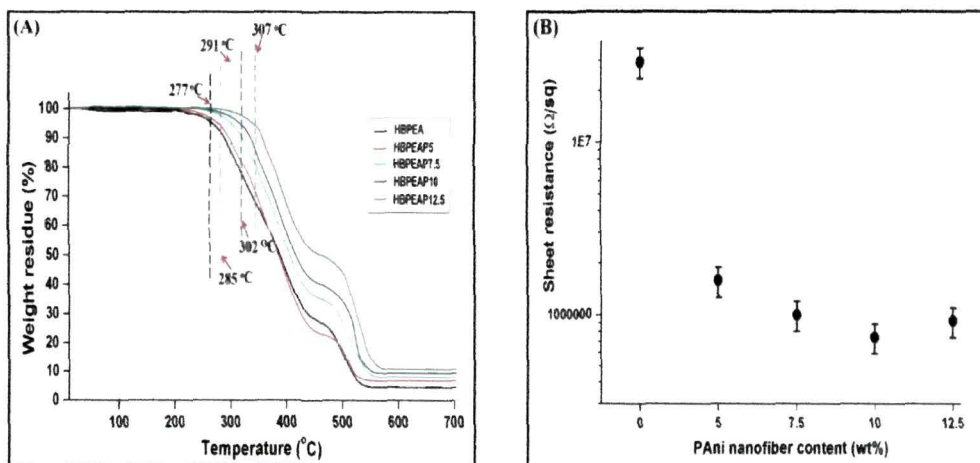 (A)
307 °C
291 °C
277 °C
100
90
80
70
60
50
40
30
20
10
0
Weight residue (%)
HBPEA
HBPEAP5
HBPEAP7.5
HBPEAP10
HBPEAP12.5
302 °C
285 °C
100 200 300 400 500 600 700
Temperature (°C)
(B)
Sheet resistance (Ω/sq)
1E7
1000000
0 5 7.5 10 12.5
PAni nanofiber content (wt%)